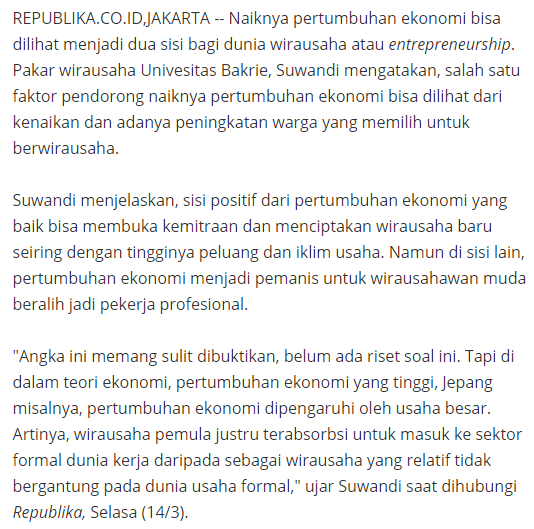 REPUBLIKA.CO.ID,JAKARTA -- Naiknya pertumbuhan ekonomi bisa
dilihat menjadi dua sisi bagi dunia wirausaha atau entrepreneurship.
Pakar wirausaha Univesitas Bakrie, Suwandi mengatakan, salah satu
faktor pendorong naiknya pertumbuhan ekonomi bisa dilihat dari
kenaikan dan adanya peningkatan warga yang memilih untuk
berwirausaha.
Suwandi menjelaskan, sisi positif dari pertumbuhan ekonomi yang
baik bisa membuka kemitraan dan menciptakan wirausaha baru
seiring dengan tingginya peluang dan iklim usaha. Namun di sisi lain,
pertumbuhan ekonomi menjadi pemanis untuk wirausahawan muda
beralih jadi pekerja profesional.
"Angka ini memang sulit dibuktikan, belum ada riset soal ini. Tapi di
dalam teori ekonomi, pertumbuhan ekonomi yang tinggi, Jepang
misalnya, pertumbuhan ekonomi dipengaruhi oleh usaha besar.
Artinya, wirausaha pemula justru terabsorbsi untuk masuk ke sektor
formal dunia kerja daripada sebagai wirausaha yang relatif tidak
bergantung pada dunia usaha formal," ujar Suwandi saat dihubungi
Republika, Selasa (14/3).